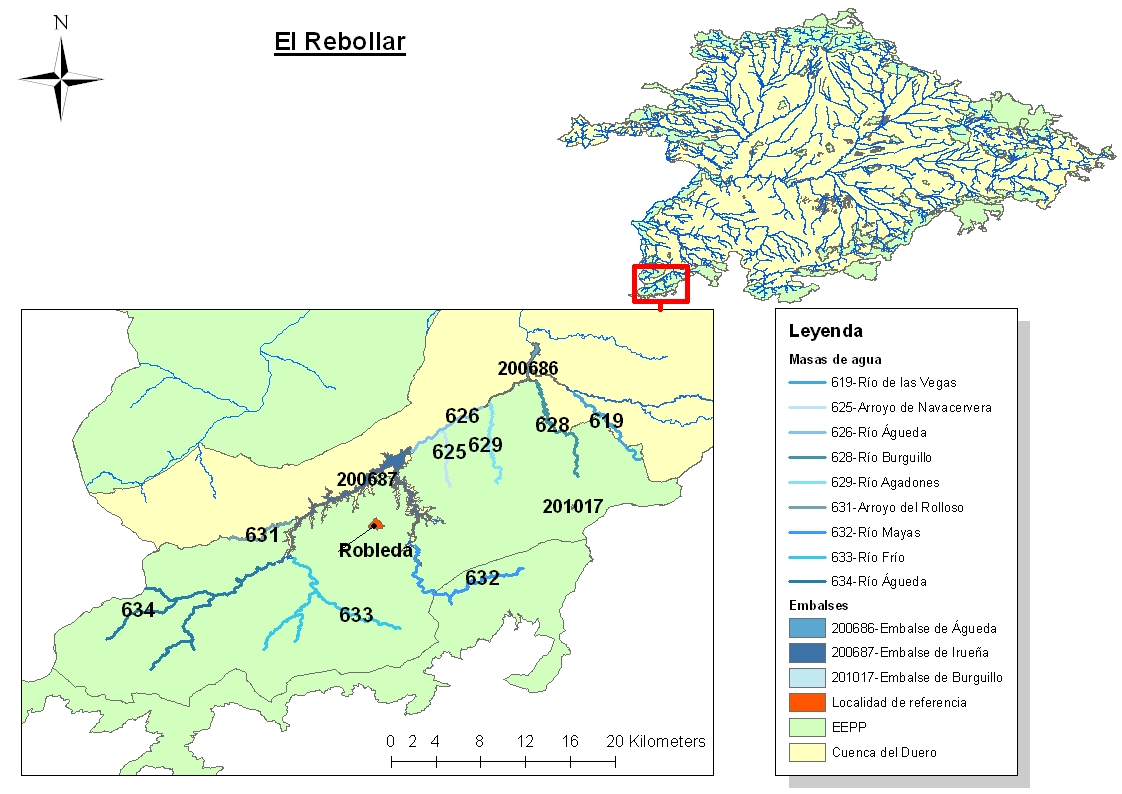 N
El Rebollar
200686
626
628
619
625
629
200687
201017
631
Robleda
632
634
633
0 2 4 8 12 16 20 Kilometers
Leyenda
Masas de agua
619-Río de las Vegas
625-Arroyo de Navacervera
626-Río Águeda
628-Río Burguillo
629-Río Agadones
631-Arroyo del Rolloso
632-Río Mayas
633-Río Frío
634-Río Águeda
Embalses
200686-Embalse de Águeda
200687-Embalse de Irueña
201017-Embalse de Burguillo
Localidad de referencia
EEPP
Cuenca del Duero